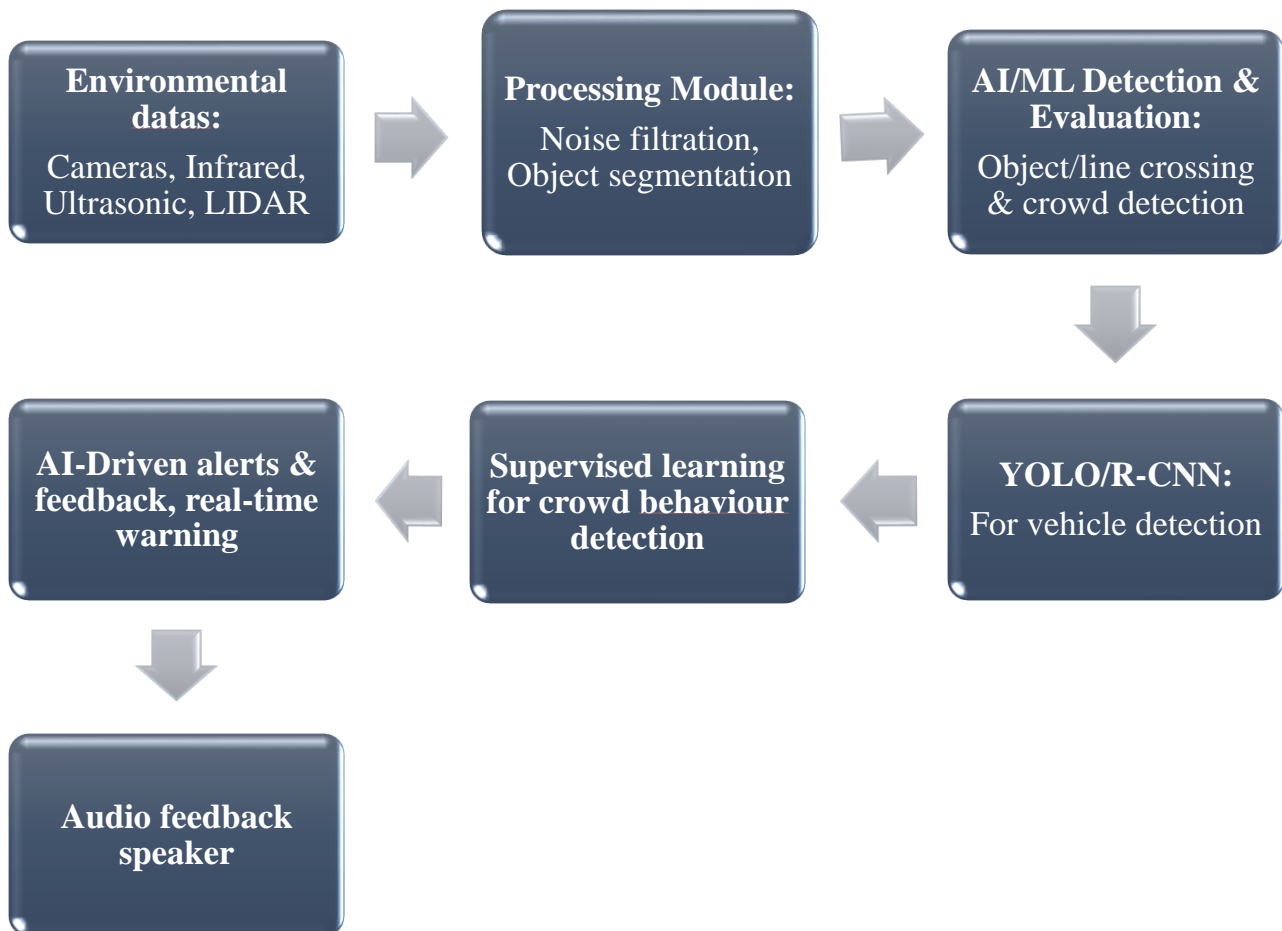 Environmental
datas:
Cameras, Infrared,
Ultrasonic, LIDAR
Processing Module:
Noise filtration,
Object segmentation
AI/ML Detection &
Evaluation:
Object/line crossing
& crowd detection
YOLO/R-CNN:
For vehicle detection
Supervised learning
for crowd behaviour
detection
AI-Driven alerts &
feedback, real-time
warning
Audio feedback
speaker